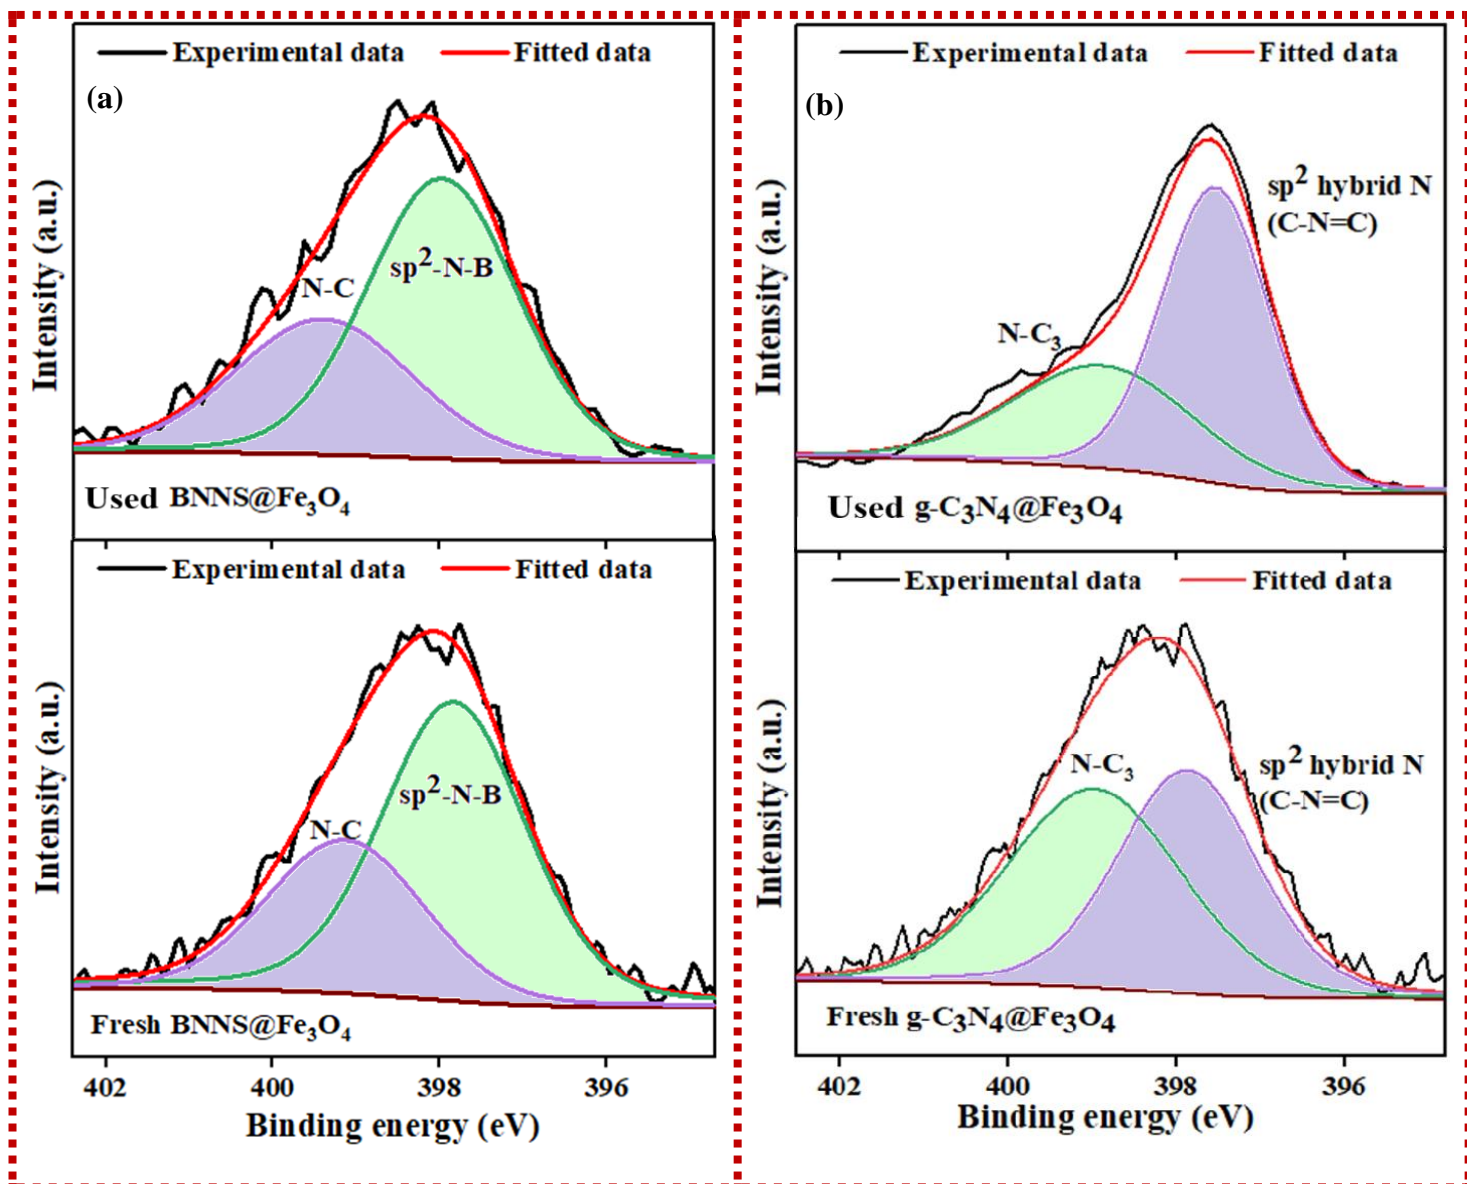 Experimental data Fitted data
(a)
Intensity (a.u.)
N-C
sp²-N-B
Used BNNS@Fe₃O₄
Experimental data Fitted data
Intensity (a.u.)
N-C
sp²-N-B
Fresh BNNS@Fe₃O₄
402 400 398 396
Binding energy (eV)
Experimental data Fitted data
(b)
Intensity (a.u.)
sp² hybrid N
(C-N=C)
N-C₃
Used g-C₃N₄@Fe₃O₄
Experimental data Fitted data
Intensity (a.u.)
N-C₃
sp² hybrid N
(C-N=C)
Fresh g-C₃N₄@Fe₃O₄
402 400 398 396
Binding energy (eV)